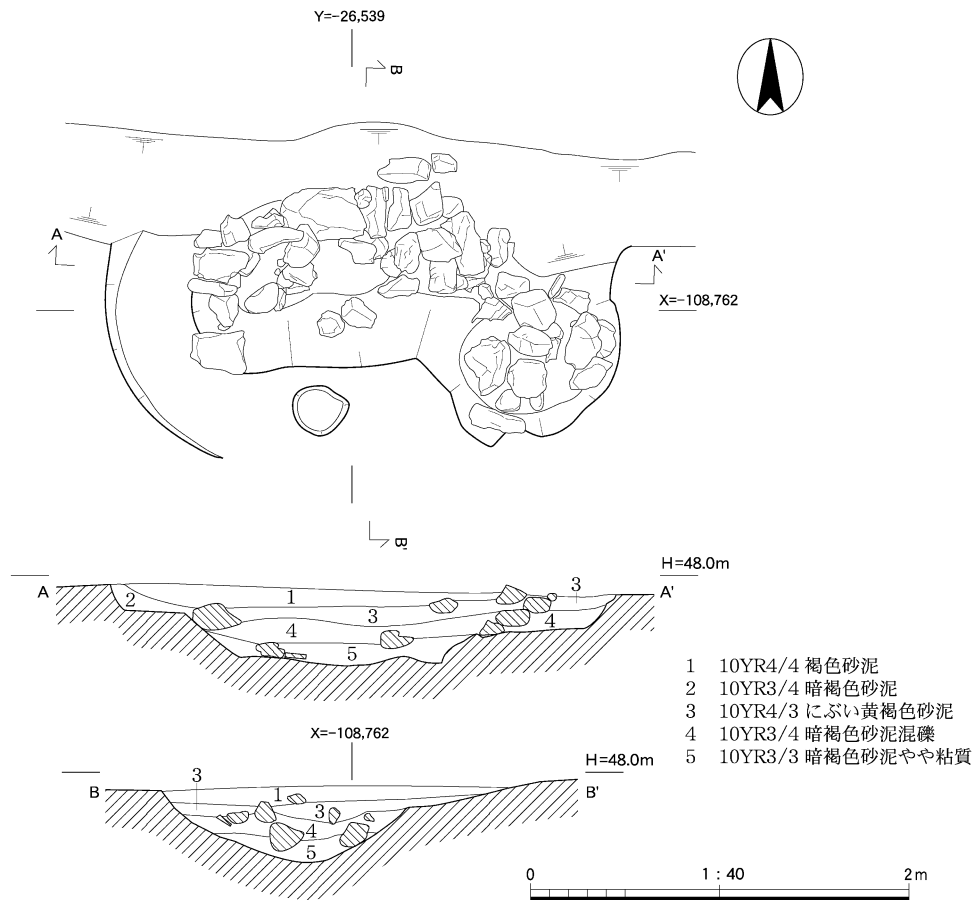 Y=-26,539
B
A
A'
X=-108,762
B'
H=48.0m
A
A'
1
2
3
3
4
4
5
1 10YR4/4 褐色砂泥
2 10YR3/4 暗褐色砂泥
3 10YR4/3 にぶい黄褐色砂泥
4 10YR3/4 暗褐色砂泥混礫
5 10YR3/3 暗褐色砂泥やや粘質
X=-108,762
H=48.0m
B
B'
3
1
3
4
5
0 1:40 2m